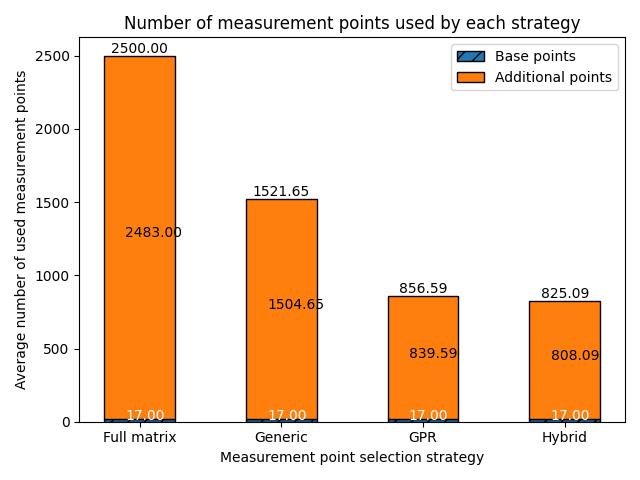 Number of measurement points used by each strategy
Average number of used measurement points
2500
2000
1500
1000
500
0
Base points
Additional points
2500.00
2483.00
17.00
1521.65
1504.65
17.00
856.59
839.59
17.00
825.09
808.09
17.00
Full matrix
Generic
GPR
Hybrid
Measurement point selection strategy